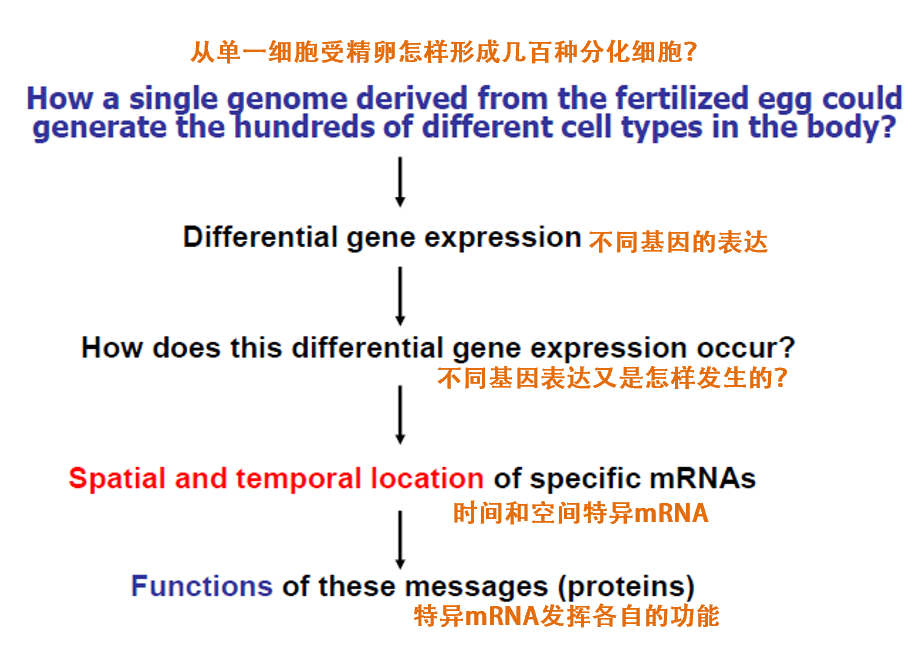 从单一细胞受精卵怎样形成几百种分化细胞？
How a single genome derived from the fertilized egg could
generate the hundreds of different cell types in the body?
Differential gene expression 不同基因的表达
How does this differential gene expression occur?
不同基因表达又是怎样发生的？
Spatial and temporal location of specific mRNAs
时间和空间特异mRNA
Functions of these messages (proteins)
特异mRNA发挥各自的功能